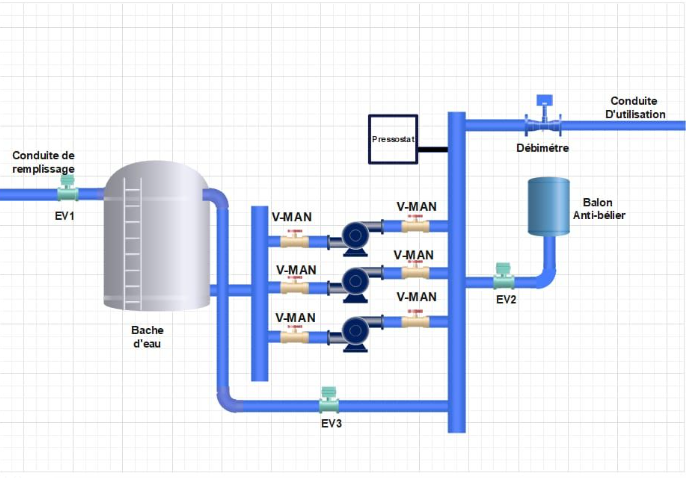 Conduite
D'utilisation
Pressostat
Débimétre
Conduite de
remplissage
EV1
V-MAN
V-MAN
Balon
Anti-bélier
V-MAN
V-MAN
EV2
V-MAN
V-MAN
Bache
d'eau
EV3